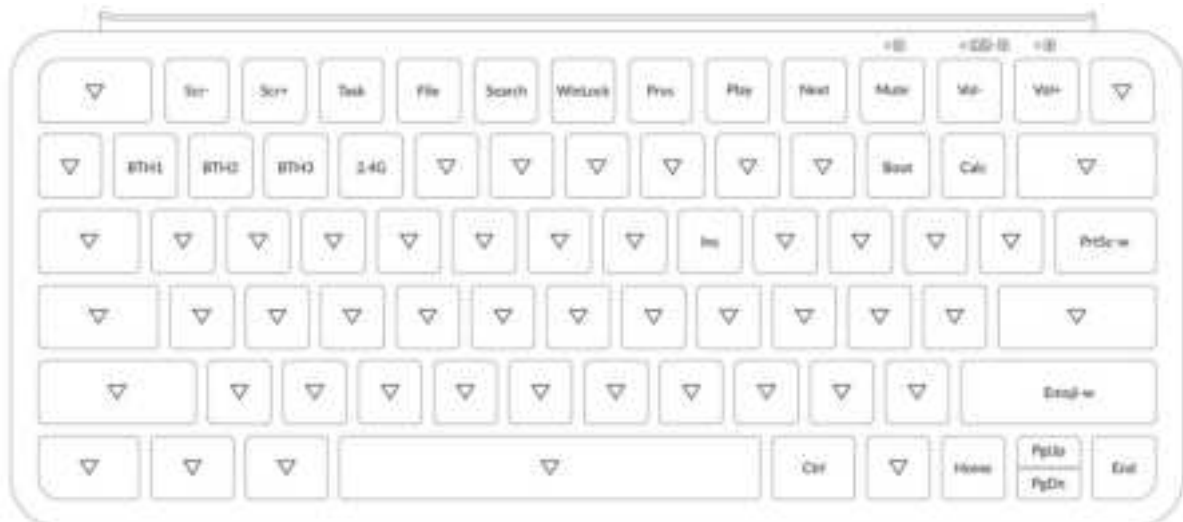 Scr- Scr+ Task File Search WinLock Prev Play Next Mute Vol- Vol+
BTH1 BTH2 BTH3 2.4G Boot Calc
Ins PrtSc-w
Emoji-w
Ctrl Home PgUp End
PgDn